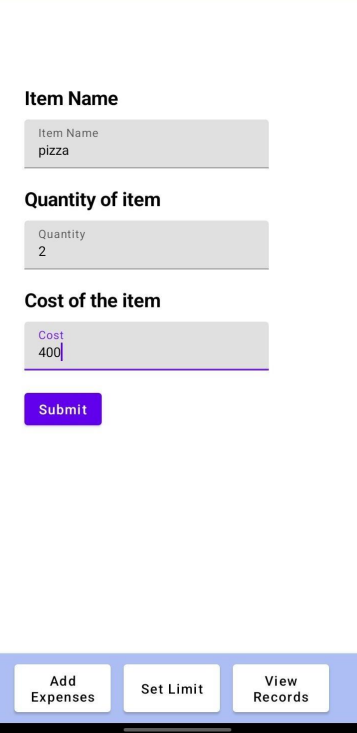 Item Name
Item Name
pizza
Quantity of item
Quantity
2
Cost of the item
Cost
400
Submit
Add
Expenses
Set Limit
View
Records